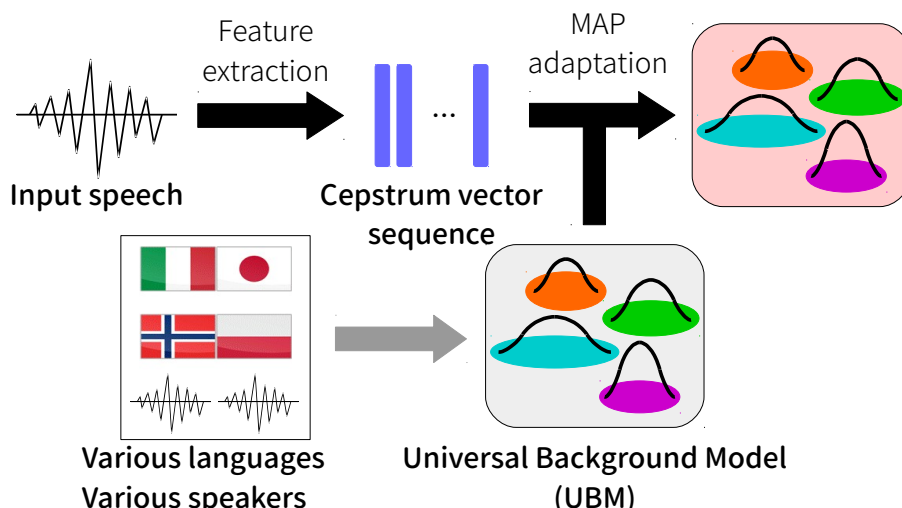 Feature
extraction
MAP
adaptation
...
Input speech
Cepstrum vector
sequence
Various languages
Various speakers
Universal Background Model
(UBM)